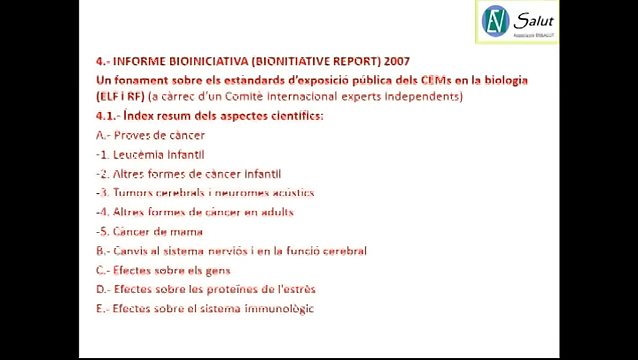 Salut
Associació EN3ALUT
4.- INFORME BIOINICIATIVA (BIONITIATIVE REPORT) 2007
Un fonament sobre els estàndards d'exposició pública dels CEMs en la biologia
(ELF i RF) (a càrrec d'un Comitè internacional experts independents)
4.1.- Índex resum dels aspectes científics:
A.- Proves de càncer
-1. Leucèmia Infantil
-2. Altres formes de càncer infantil
-3. Tumors cerebrals i neuromes acústics
-4. Altres formes de càncer en adults
-5. Càncer de mama
B.- Canvis al sistema nerviós i en la funció cerebral
C.- Efectes sobre els gens
D.- Efectes sobre les proteïnes de l'estrès
E.- Efectes sobre el sistema immunològic